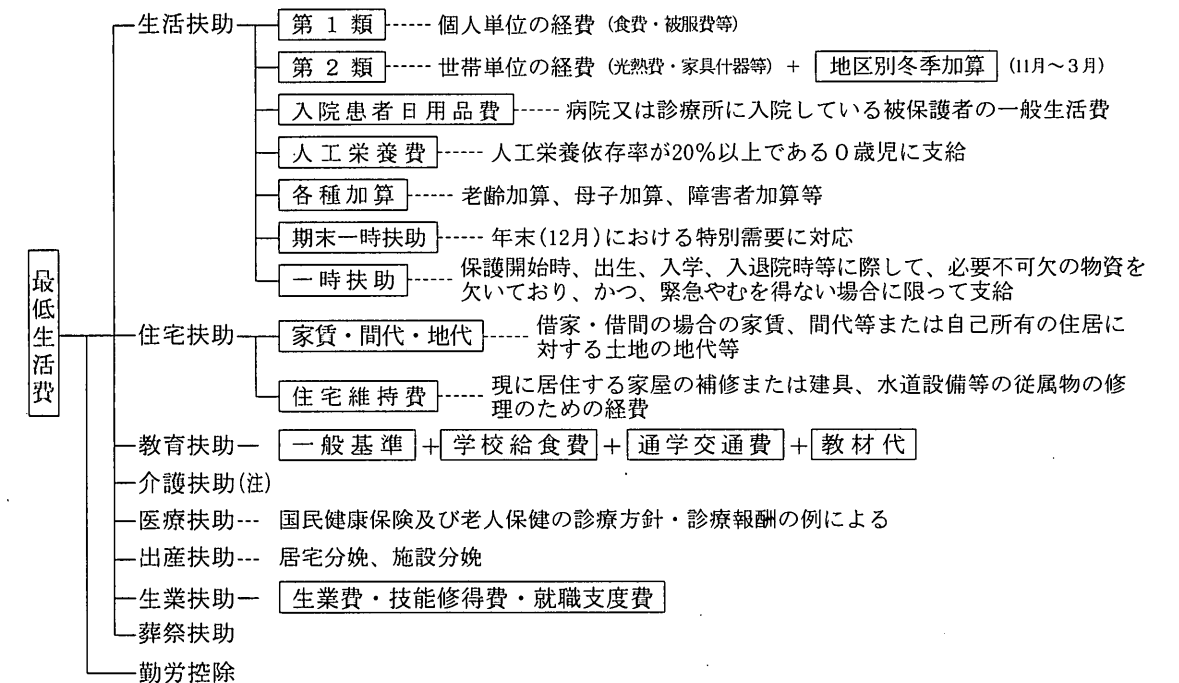 最低生活費
生活扶助
第1類 個人単位の経費 (食費・被服費等)
第2類 世帯単位の経費 (光熱費・家具什器等) + 地区別冬季加算 (11月~3月)
入院患者日用品費 病院又は診療所に入院している被保護者の一般生活費
人工栄養費 人工栄養依存率が20%以上である0歳児に支給
各種加算 老齢加算、母子加算、障害者加算等
期末一時扶助 年末(12月)における特別需要に対応
一時扶助 保護開始時、出生、入学、入退院時等に際して、必要不可欠の物資を
欠いており、かつ、緊急やむを得ない場合に限って支給
住宅扶助
家賃・間代・地代 借家・借間の場合の家賃、間代等または自己所有の住居に
対する土地の地代等
住宅維持費 現に居住する家屋の補修または建具、水道設備等の従属物の修
理のための経費
教育扶助 一般基準+学校給食費+通学交通費+教材代
介護扶助(注)
医療扶助 国民健康保険及び老人保健の診療方針・診療報酬の例による
出産扶助 居宅分娩、施設分娩
生業扶助 生業費・技能修得費・就職支度費
葬祭扶助
勤労控除